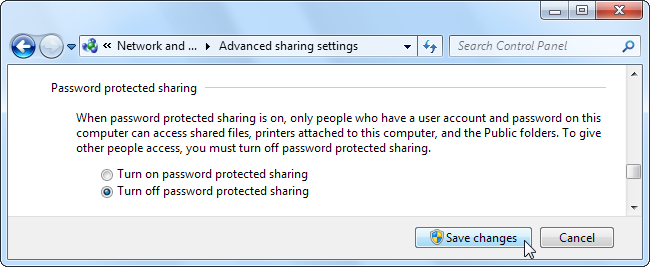 « Network and ... ▸ Advanced sharing settings
Search Control Panel
Password protected sharing
When password protected sharing is on, only people who have a user account and password on this
computer can access shared files, printers attached to this computer, and the Public folders. To give
other people access, you must turn off password protected sharing.
Turn on password protected sharing
Turn off password protected sharing
Save changes
Cancel